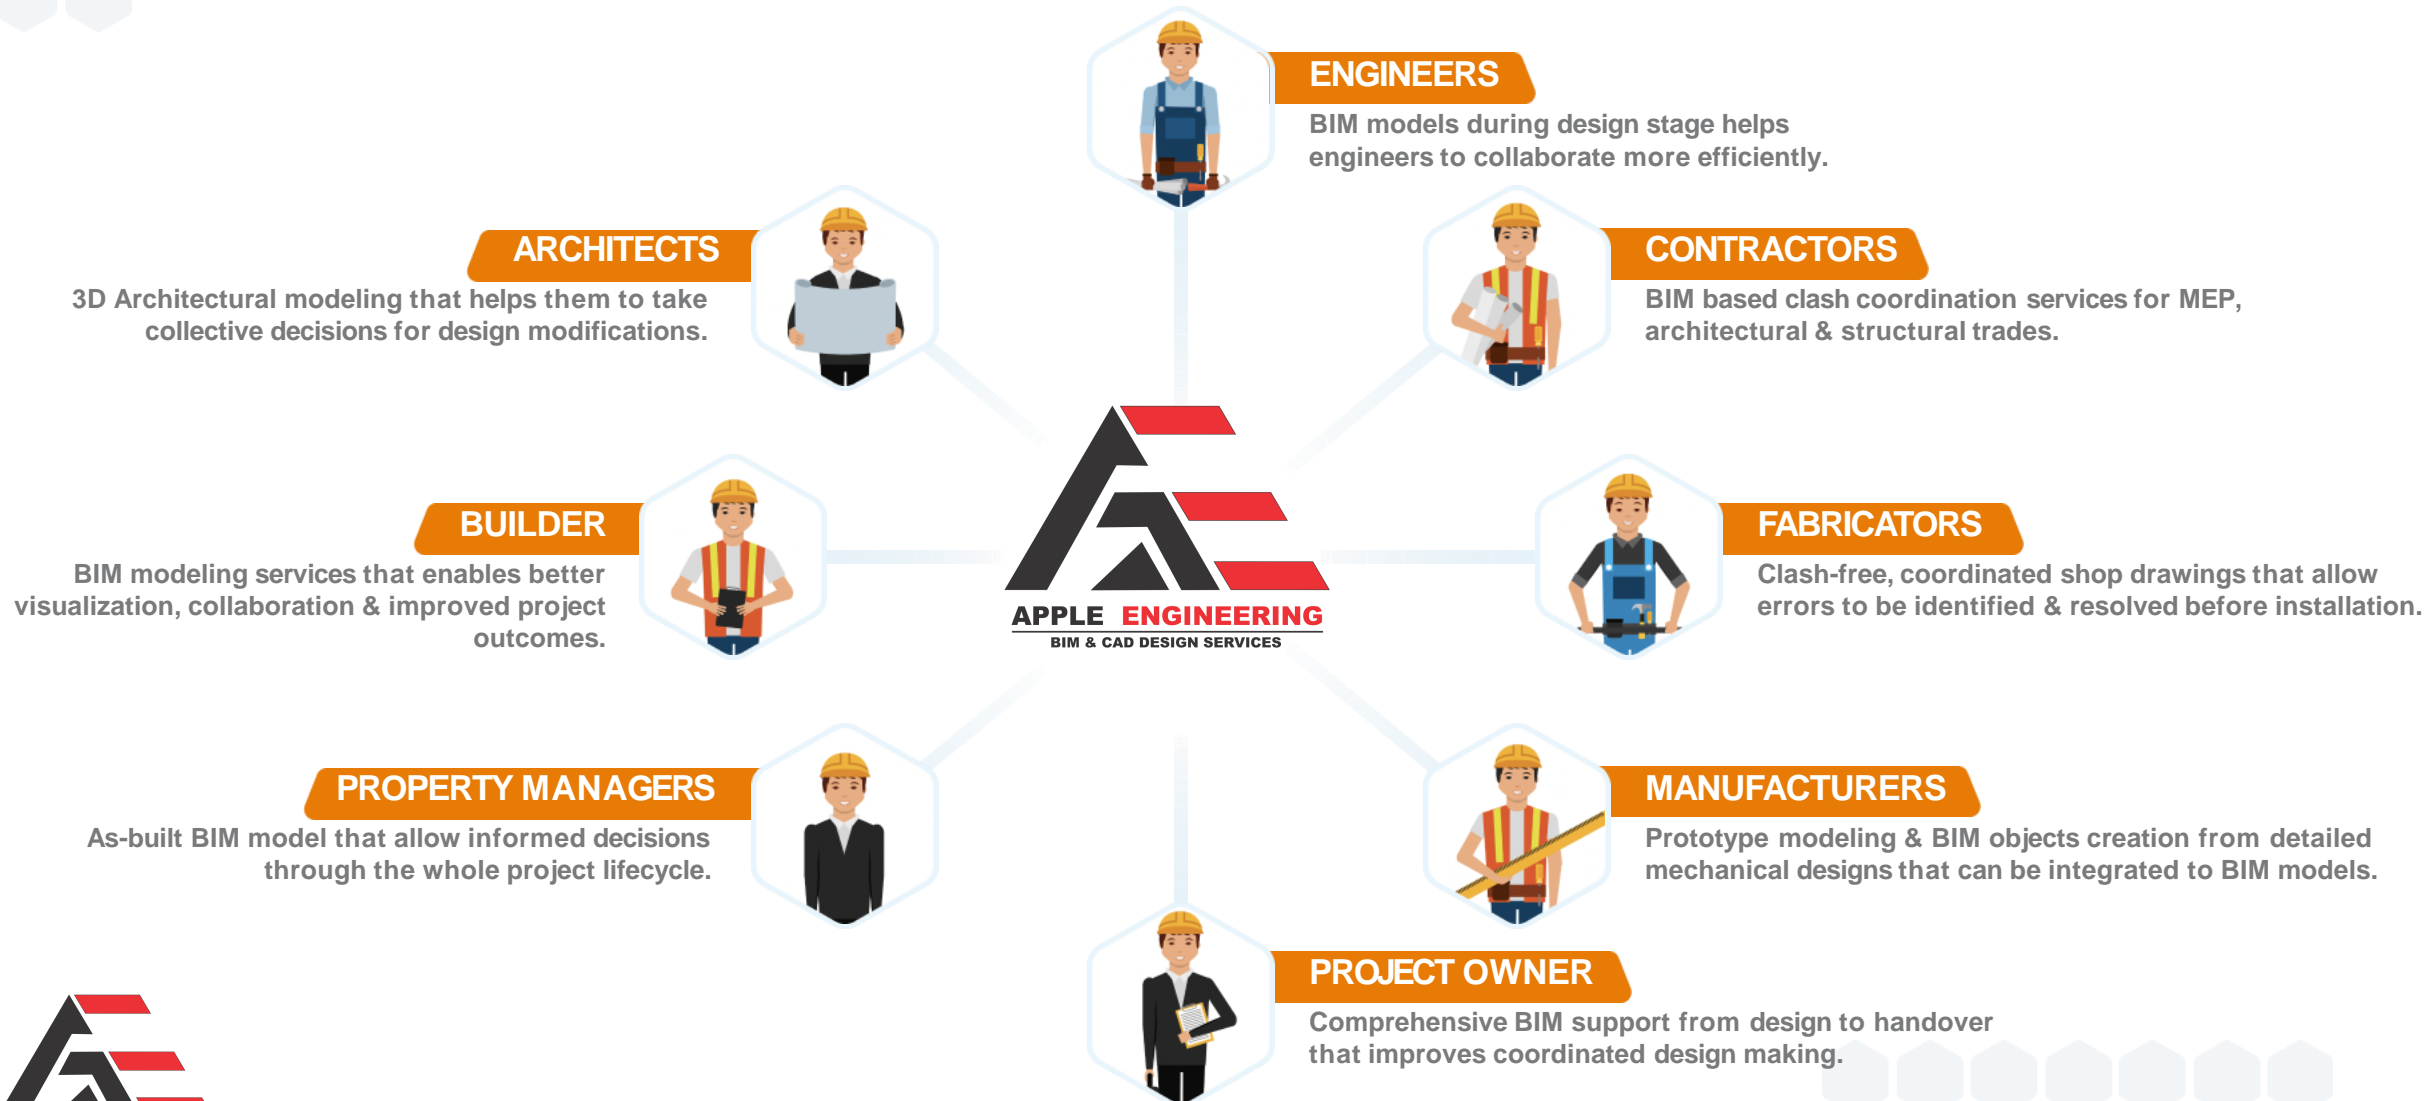 ENGINEERS
BIM models during design stage helps
engineers to collaborate more efficiently.
ARCHITECTS
3D Architectural modeling that helps them to take
collective decisions for design modifications.
CONTRACTORS
BIM based clash coordination services for MEP,
architectural & structural trades.
BUILDER
BIM modeling services that enables better
visualization, collaboration & improved project
outcomes.
APPLE ENGINEERING
BIM & CAD DESIGN SERVICES
FABRICATORS
Clash-free, coordinated shop drawings that allow
errors to be identified & resolved before installation.
PROPERTY MANAGERS
As-built BIM model that allow informed decisions
through the whole project lifecycle.
MANUFACTURERS
Prototype modeling & BIM objects creation from detailed
mechanical designs that can be integrated to BIM models.
PROJECT OWNER
Comprehensive BIM support from design to handover
that improves coordinated design making.